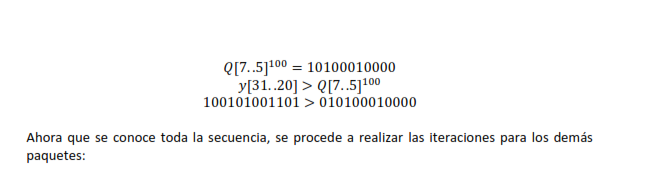 Q[7..5]¹⁰⁰ = 10100010000
y[31..20] > Q[7..5]¹⁰⁰
100101001101 > 010100010000
Ahora que se conoce toda la secuencia, se procede a realizar las iteraciones para los demás
paquetes: